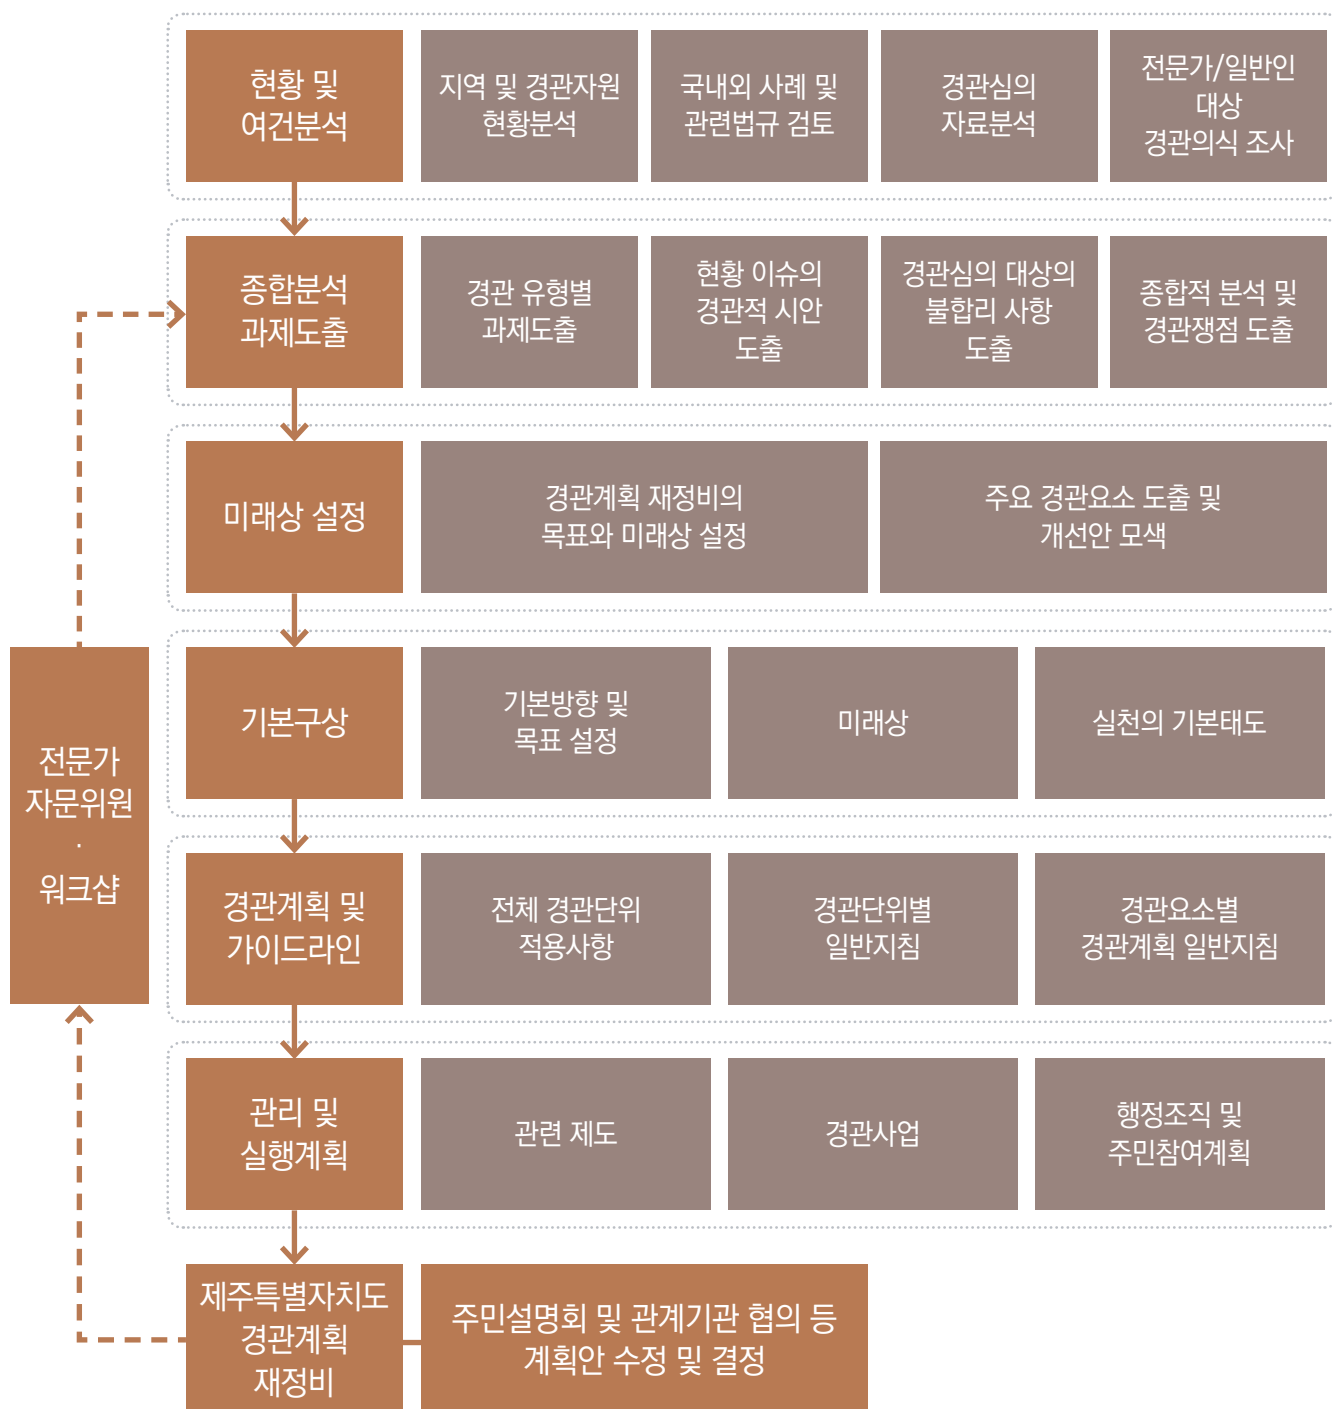 현황 및
여건분석
지역 및 경관자원
현황분석
국내외 사례 및
관련법규 검토
경관심의
자료분석
전문가/일반인
대상
경관의식 조사
종합분석
과제도출
경관 유형별
과제도출
현황 이슈의
경관적 시안
도출
경관심의 대상의
불합리 사항
도출
종합적 분석 및
경관쟁점 도출
미래상 설정
경관계획 재정비의
목표와 미래상 설정
주요 경관요소 도출 및
개선안 모색
기본구상
기본방향 및
목표 설정
미래상
실천의 기본태도
전문가
자문위원
·
워크샵
경관계획 및
가이드라인
전체 경관단위
적용사항
경관단위별
일반지침
경관요소별
경관계획 일반지침
관리 및
실행계획
관련 제도
경관사업
행정조직 및
주민참여계획
제주특별자치도
경관계획
재정비
주민설명회 및 관계기관 협의 등
계획안 수정 및 결정